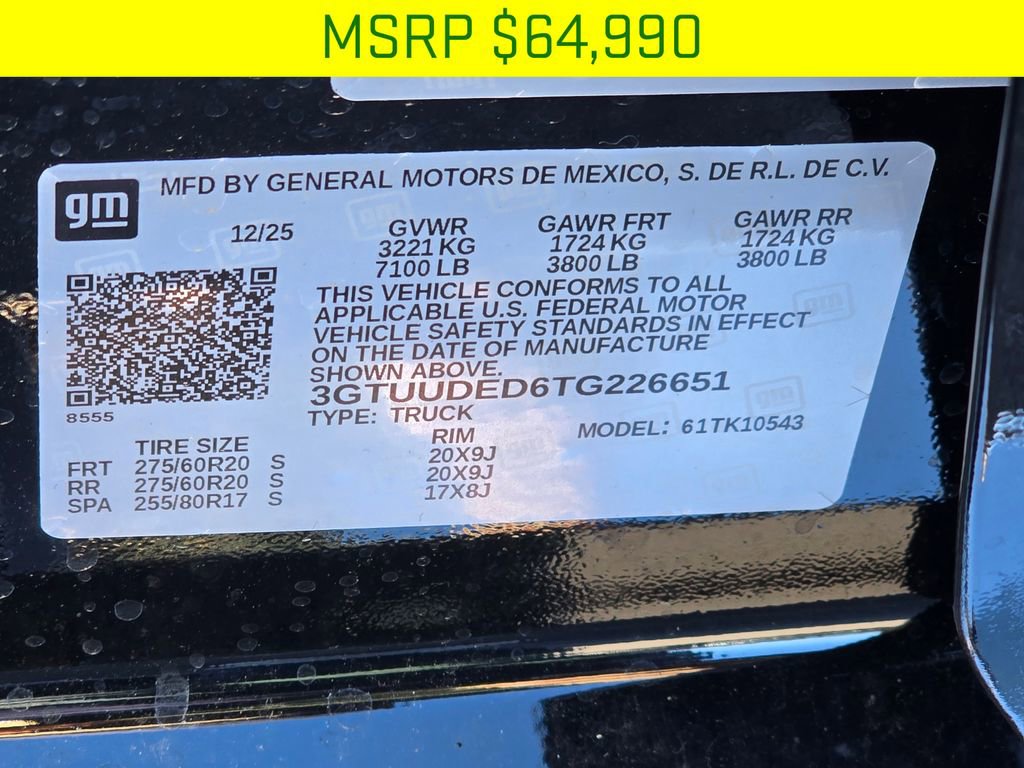 MSRP $64,990
MFD BY GENERAL MOTORS DE MEXICO, S. DE R.L. DE C.V.
gm
12/25 GVWR GAWR FRT GAWR RR
3221 KG 1724 KG 1724 KG
7100 LB 3800 LB 3800 LB
THIS VEHICLE CONFORMS TO ALL
APPLICABLE U.S. FEDERAL MOTOR
VEHICLE SAFETY STANDARDS IN EFFECT
ON THE DATE OF MANUFACTURE
SHOWN ABOVE.
3GTUUDED6TG226651
8555
TYPE: TRUCK
MODEL: 61TK10543
TIRE SIZE RIM
FRT 275/60R20 S 20X9J
RR 275/60R20 S 20X9J
SPA 255/80R17 S 17X8J